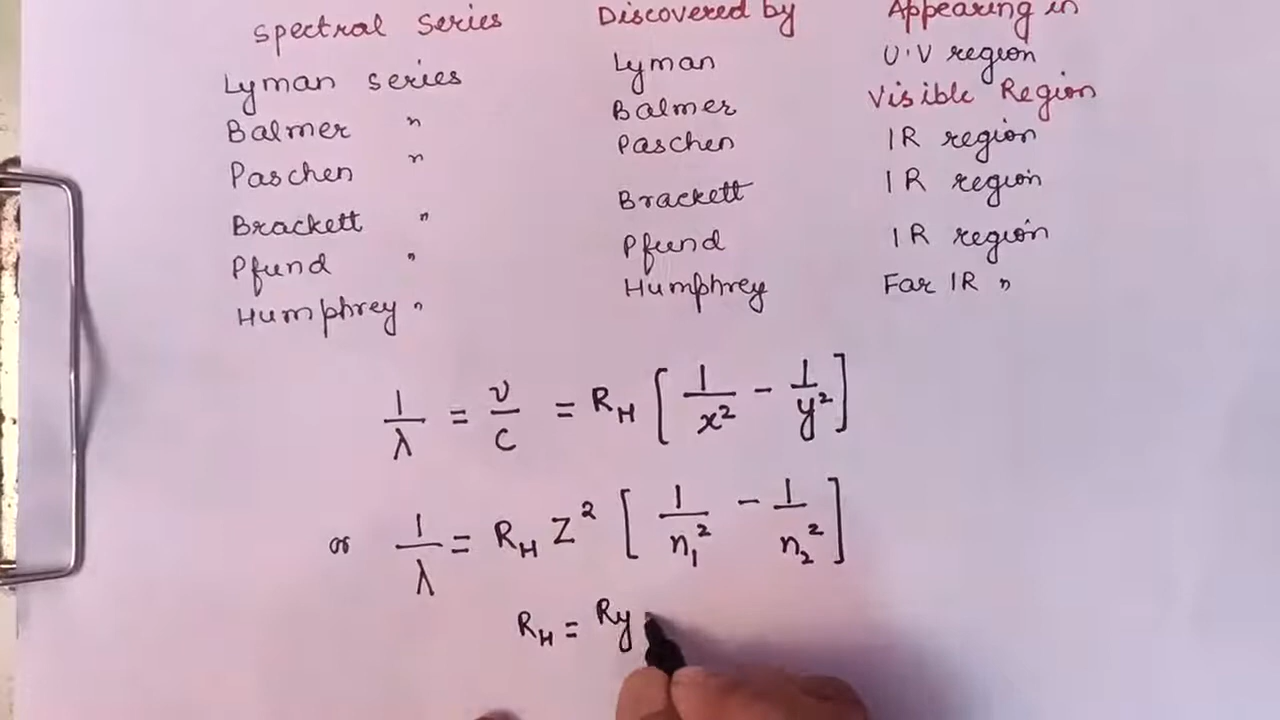 Spectral Series Discovered by Appearing in
Lyman series Lyman U.V region
Balmer " Balmer Visible Region
Paschen " Paschen IR region
Brackett " Brackett IR region
Pfund " Pfund IR region
Humphrey " Humphrey Far IR "
1/λ = ν/c = R_H [1/x² - 1/y²]
or 1/λ = R_H Z² [1/n₁² - 1/n₂²]
R_H = Ry